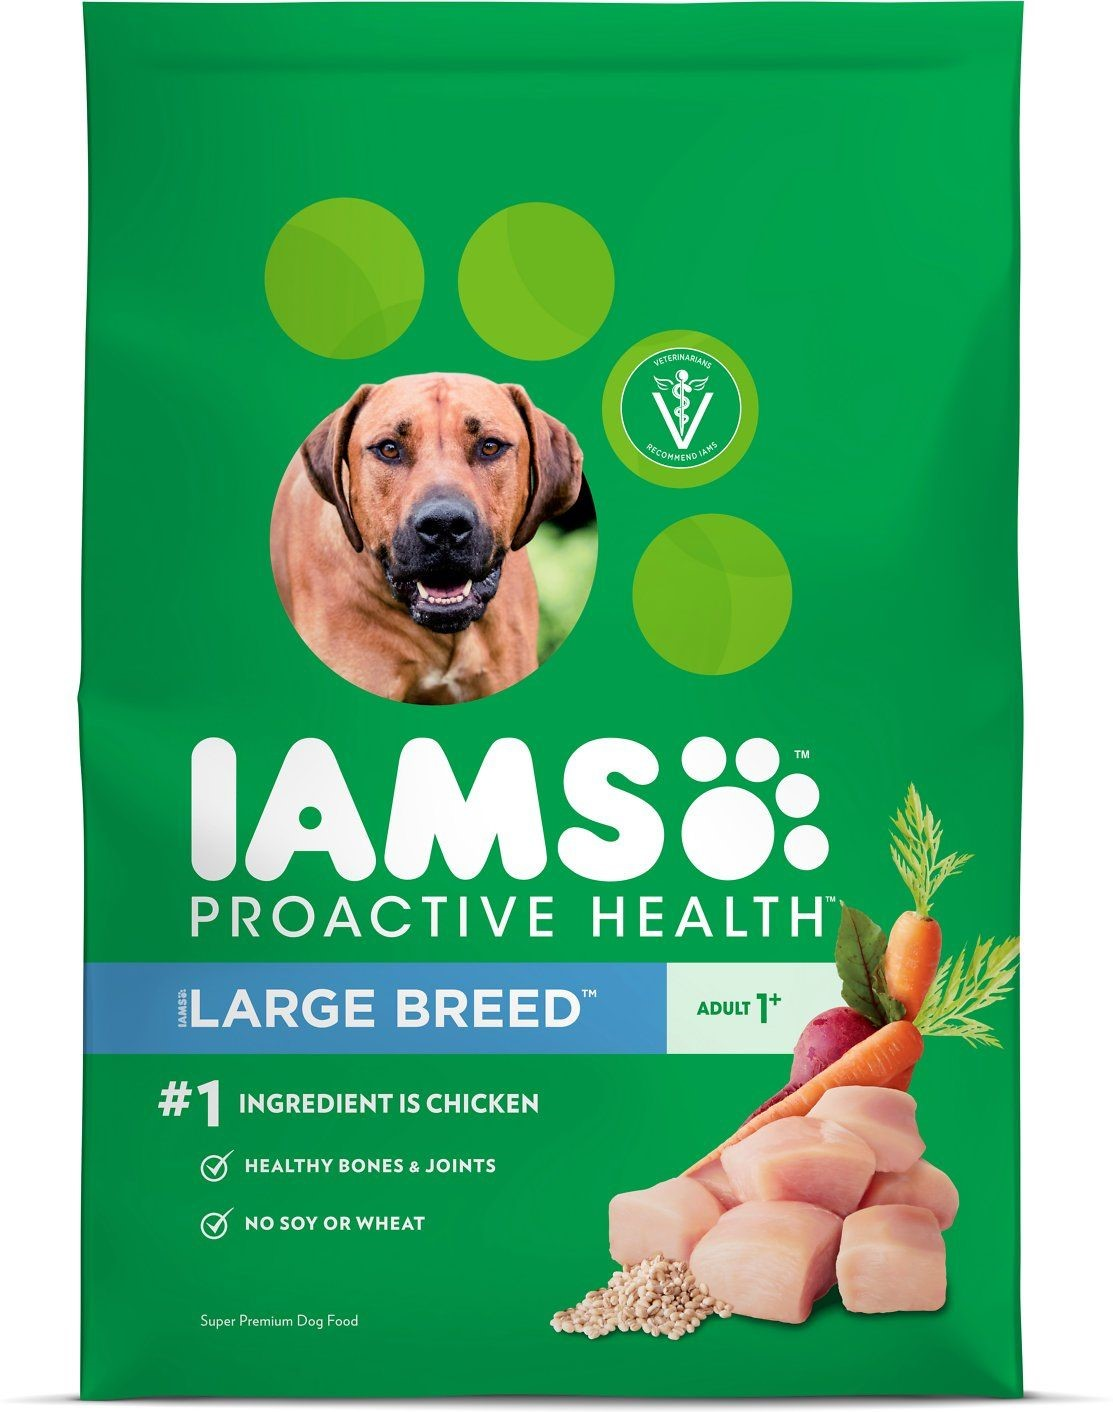 VETERINARIANS
V
RECOMMEND IAMS
IAMS™
PROACTIVE HEALTH™
IAMS LARGE BREED™ ADULT 1+
#1 INGREDIENT IS CHICKEN
HEALTHY BONES & JOINTS
NO SOY OR WHEAT
Super Premium Dog Food